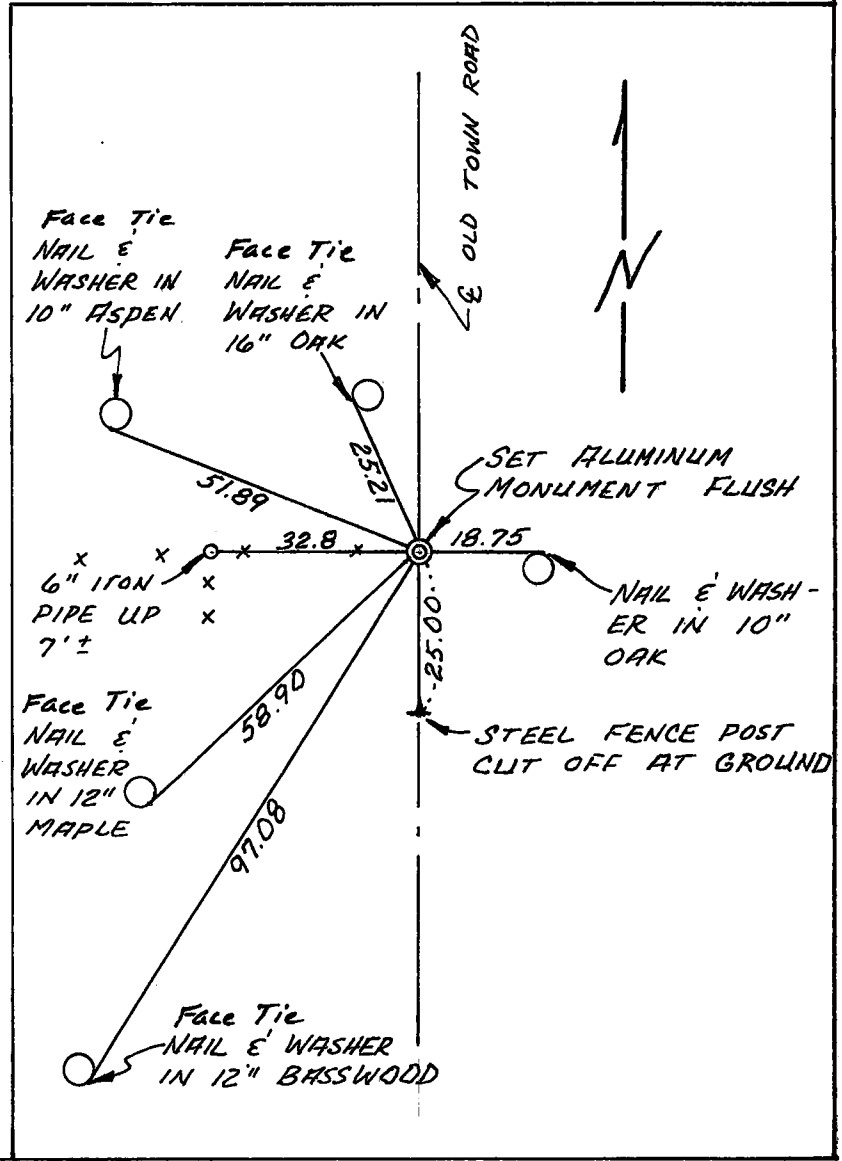 ℄ OLD TOWN ROAD
N
Face Tie
NAIL &
WASHER IN
10" ASPEN
Face Tie
NAIL &
WASHER IN
16" OAK
51.89
25.21
SET ALUMINUM
MONUMENT FLUSH
32.8
18.75
6" IRON
PIPE UP
7'±
NAIL & WASH-
ER IN 10"
OAK
25.00
58.90
STEEL FENCE POST
CUT OFF AT GROUND
Face Tie
NAIL &
WASHER
IN 12"
MAPLE
97.08
Face Tie
NAIL & WASHER
IN 12" BASSWOOD